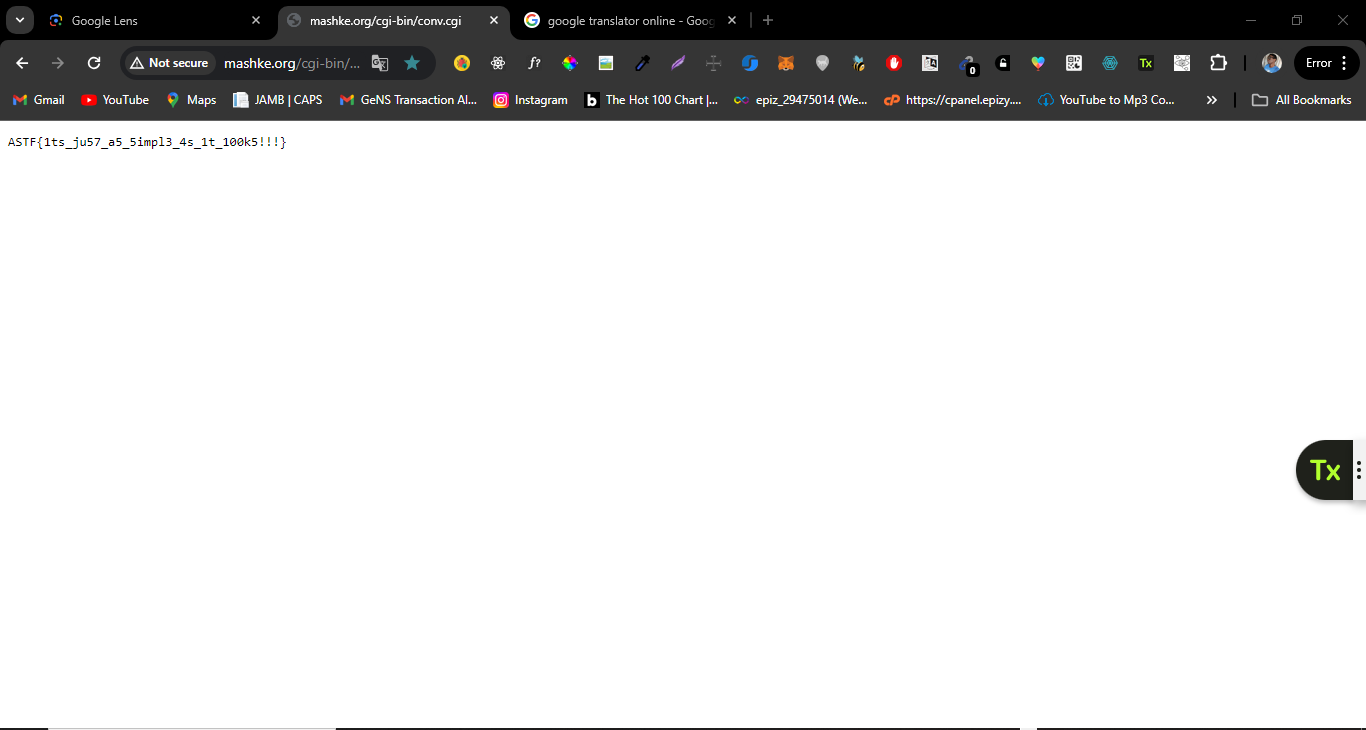 Google Lens
mashke.org/cgi-bin/conv.cgi
google translator online - Goog
Not secure
mashke.org/cgi-bin/...
f?
0
Tx
Error
Gmail
YouTube
Maps
JAMB | CAPS
GeNS Transaction Al...
Instagram
b
The Hot 100 Chart |...
epiz_29475014 (We...
cP
https://cpanel.epizy....
YouTube to Mp3 Co...
»
All Bookmarks
ASTF{1ts_ju57_a5_5impl3_4s_1t_100k5!!!}
Tx